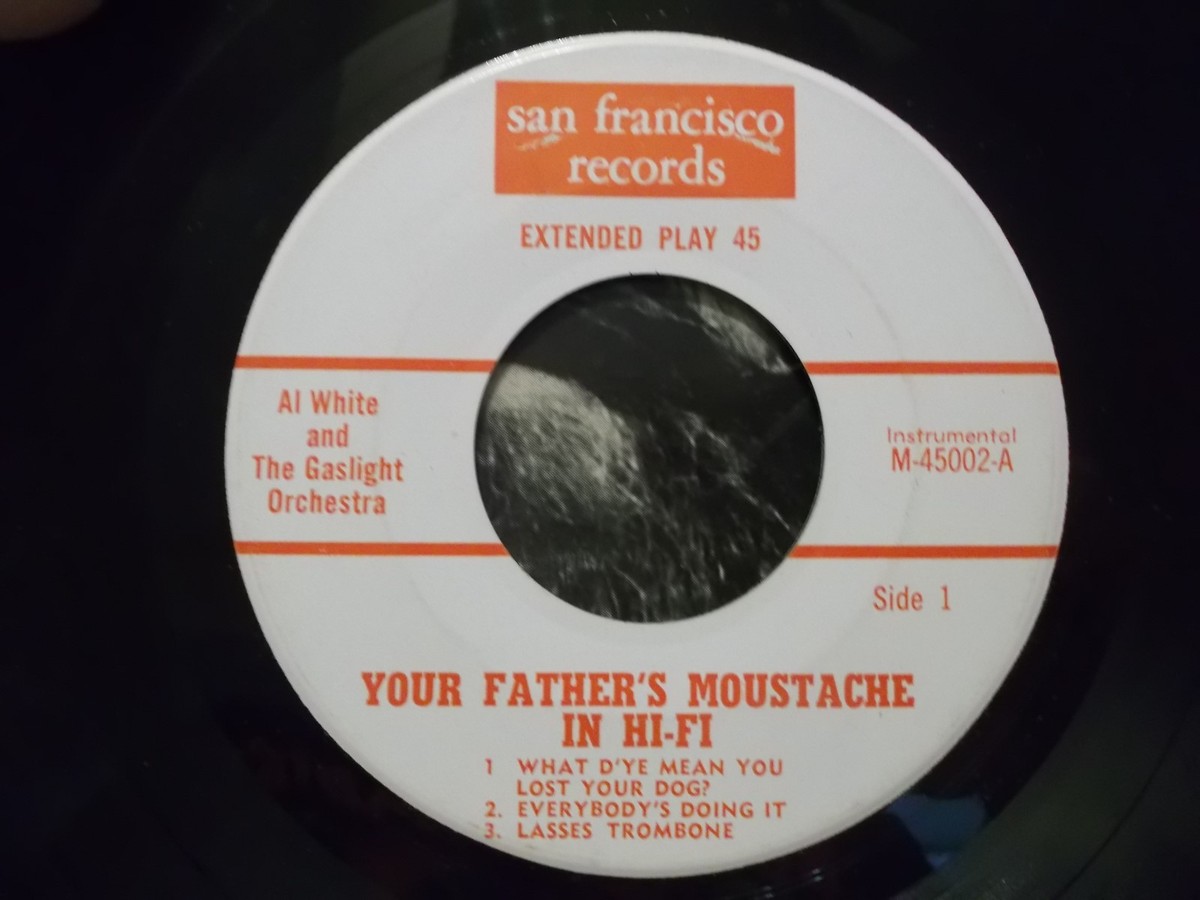 san francisco
records
EXTENDED PLAY 45
Al White
and
The Gaslight
Orchestra
Instrumental
M-45002-A
Side 1
YOUR FATHER'S MOUSTACHE
IN HI-FI
1 WHAT D'YE MEAN YOU
LOST YOUR DOG?
2. EVERYBODY'S DOING IT
3. LASSES TROMBONE